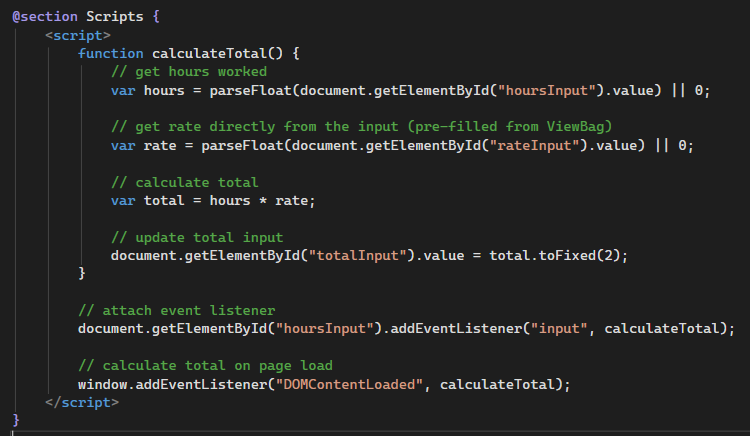 @section Scripts {
<script>
function calculateTotal() {
// get hours worked
var hours = parseFloat(document.getElementById("hoursInput").value) || 0;
// get rate directly from the input (pre-filled from ViewBag)
var rate = parseFloat(document.getElementById("rateInput").value) || 0;
// calculate total
var total = hours * rate;
// update total input
document.getElementById("totalInput").value = total.toFixed(2);
}
// attach event listener
document.getElementById("hoursInput").addEventListener("input", calculateTotal);
// calculate total on page load
window.addEventListener("DOMContentLoaded", calculateTotal);
</script>
}